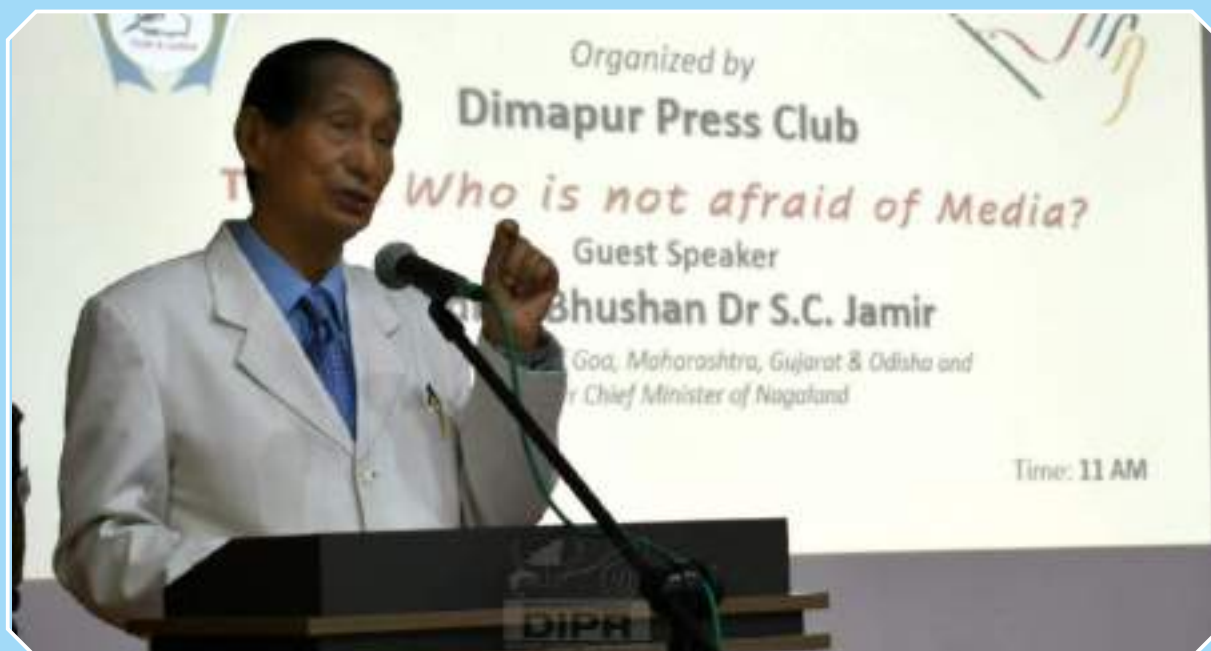 Organized by
Dimapur Press Club
Who is not afraid of Media?
Guest Speaker
Bhushan Dr S.C. Jamir
Goa, Maharashtra, Gujarat & Odisha and
Chief Minister of Nagaland
Time: 11 AM
DIPR